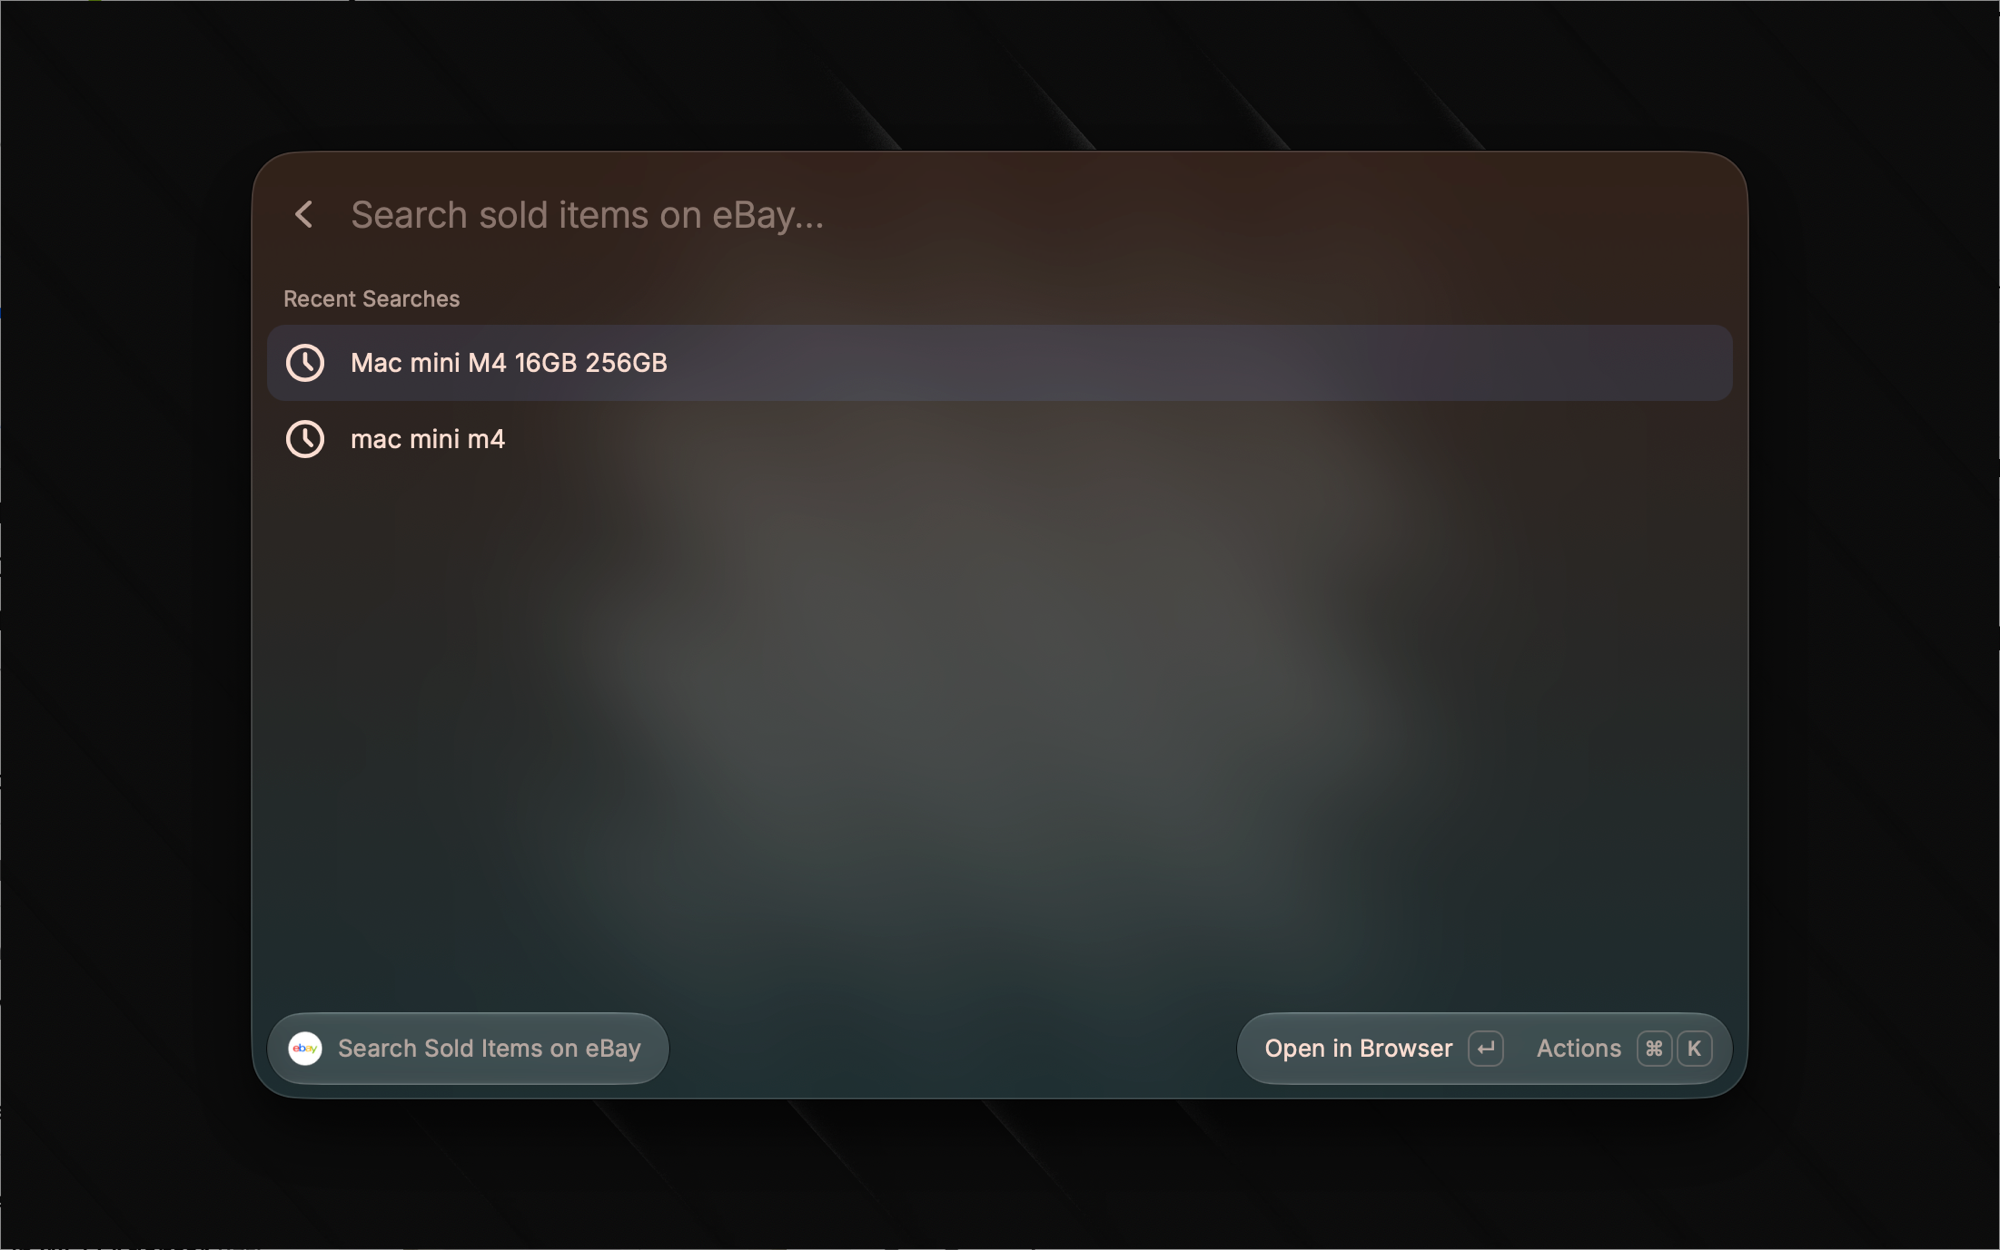 Search sold items on eBay...
Recent Searches
Mac mini M4 16GB 256GB
mac mini m4
ebay Search Sold Items on eBay
Open in Browser ↵ Actions ⌘ K